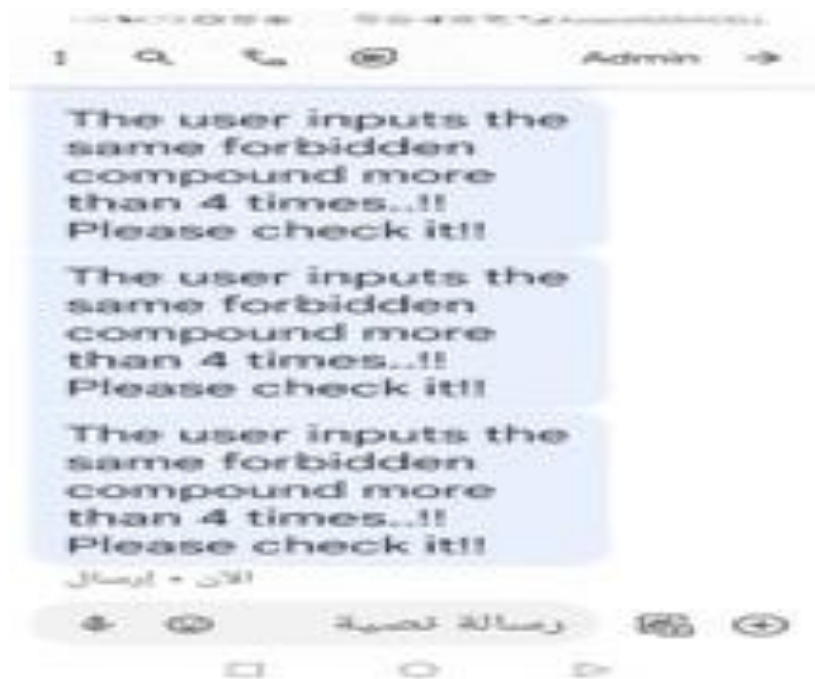 Admin
The user inputs the
same forbidden
compound more
than 4 times..!!
Please check it!!
The user inputs the
same forbidden
compound more
than 4 times..!!
Please check it!!
The user inputs the
same forbidden
compound more
than 4 times..!!
Please check it!!
الآن • إرسال
رسالة نصية